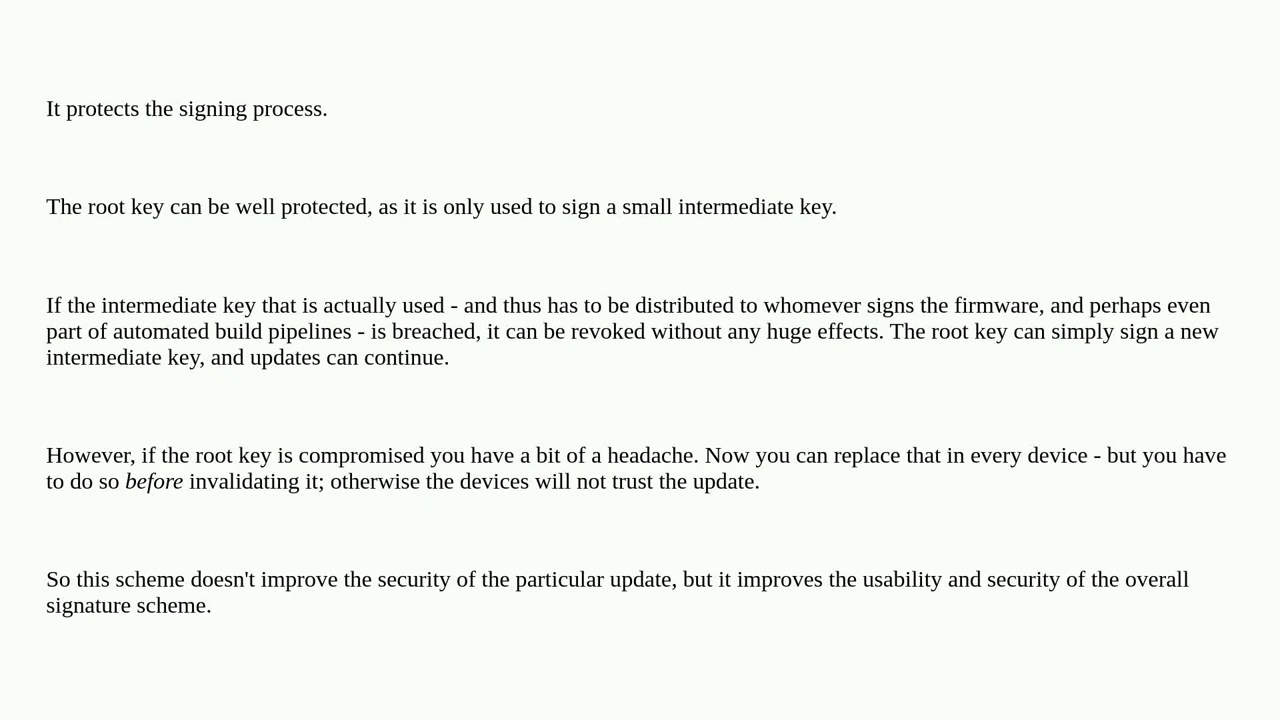 It protects the signing process.
The root key can be well protected, as it is only used to sign a small intermediate key.
If the intermediate key that is actually used - and thus has to be distributed to whomever signs the firmware, and perhaps even
part of automated build pipelines - is breached, it can be revoked without any huge effects. The root key can simply sign a new
intermediate key, and updates can continue.
However, if the root key is compromised you have a bit of a headache. Now you can replace that in every device - but you have
to do so before invalidating it; otherwise the devices will not trust the update.
So this scheme doesn't improve the security of the particular update, but it improves the usability and security of the overall
signature scheme.